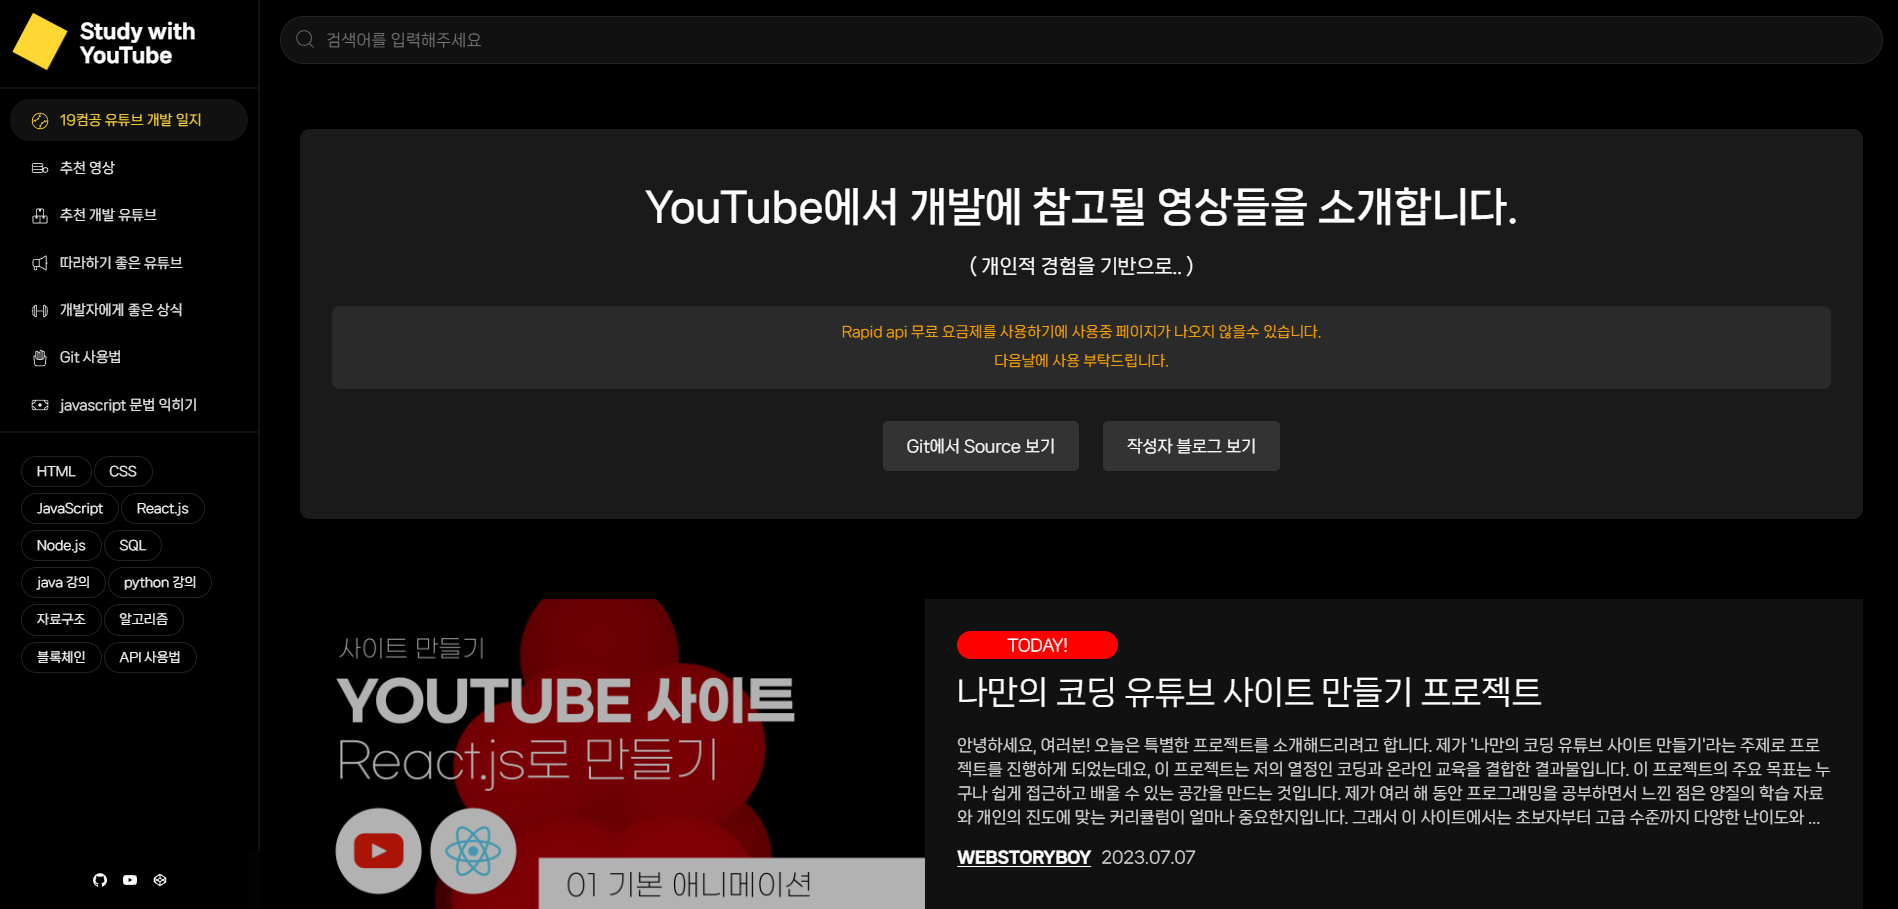 Study with
YouTube
검색어를 입력해주세요
19컴공 유튜브 개발 일지
추천 영상
추천 개발 유튜브
따라하기 좋은 유튜브
개발자에게 좋은 상식
Git 사용법
javascript 문법 익히기
HTML CSS
JavaScript React.js
Node.js SQL
java 강의 python 강의
자료구조 알고리즘
블록체인 API 사용법
YouTube에서 개발에 참고될 영상들을 소개합니다.
( 개인적 경험을 기반으로.. )
Rapid api 무료 요금제를 사용하기에 사용중 페이지가 나오지 않을수 있습니다.
다음날에 사용 부탁드립니다.
Git에서 Source 보기 작성자 블로그 보기
사이트 만들기
YOUTUBE 사이트
React.js로 만들기
01 기본 애니메이션
TODAY!
나만의 코딩 유튜브 사이트 만들기 프로젝트
안녕하세요, 여러분! 오늘은 특별한 프로젝트를 소개해드리려고 합니다. 제가 '나만의 코딩 유튜브 사이트 만들기'라는 주제로 프로
젝트를 진행하게 되었는데요, 이 프로젝트는 저의 열정인 코딩과 온라인 교육을 결합한 결과물입니다. 이 프로젝트의 주요 목표는 누
구나 쉽게 접근하고 배울 수 있는 공간을 만드는 것입니다. 제가 여러 해 동안 프로그래밍을 공부하면서 느낀 점은 양질의 학습 자료
와 개인의 진도에 맞는 커리큘럼이 얼마나 중요한지입니다. 그래서 이 사이트에서는 초보자부터 고급 수준까지 다양한 난이도와 ...
WEBSTORYBOY 2023.07.07